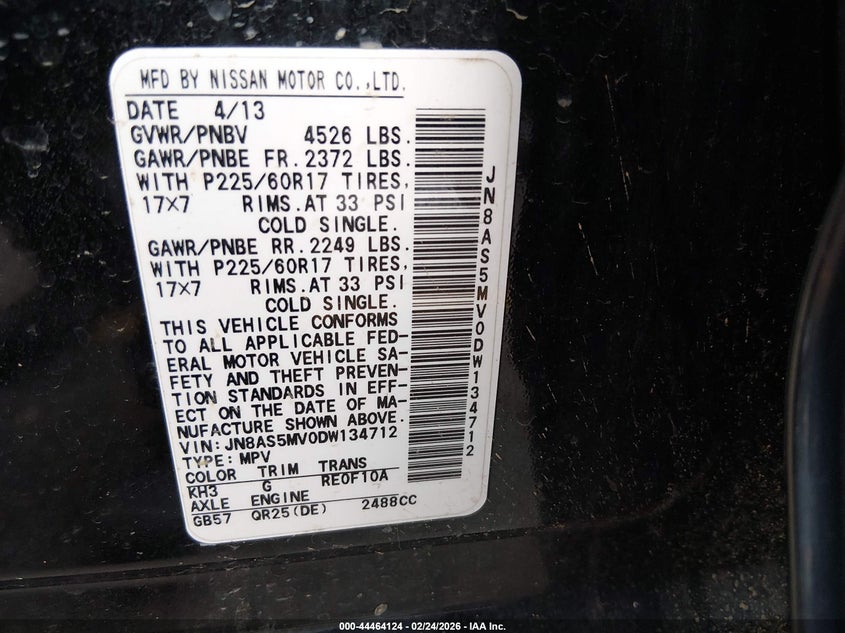 MFD BY NISSAN MOTOR CO.,LTD.
DATE 4/13
GVWR/PNBV 4526 LBS.
GAWR/PNBE FR. 2372 LBS.
WITH P225/60R17 TIRES,
17X7 RIMS.AT 33 PSI
COLD SINGLE.
GAWR/PNBE RR. 2249 LBS.
WITH P225/60R17 TIRES,
17X7 RIMS.AT 33 PSI
COLD SINGLE.
THIS VEHICLE CONFORMS
TO ALL APPLICABLE FED-
ERAL MOTOR VEHICLE SA-
FETY AND THEFT PREVEN-
TION STANDARDS IN EFF-
ECT ON THE DATE OF MA-
NUFACTURE SHOWN ABOVE.
VIN:JN8AS5MV0DW134712
TYPE:MPV
COLOR TRIM TRANS
KH3 G RE0F10A
AXLE ENGINE
GB57 QR25(DE) 2488CC
JN8AS5MV0DW134712
000-44464124 - 02/24/2026 - IAA Inc.